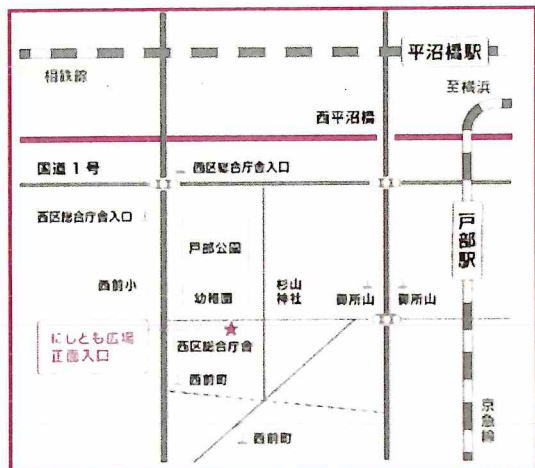 平沼橋駅
相鉄線
至横浜
西平沼橋
国道1号
西区総合庁舎入口
西区総合庁舎入口
戸部駅
戸部公園
西前小
幼稚園
杉山
神社
御所山
御所山
にしとも広場
正面入口
西区総合庁舎
西前町
西前町
京急線